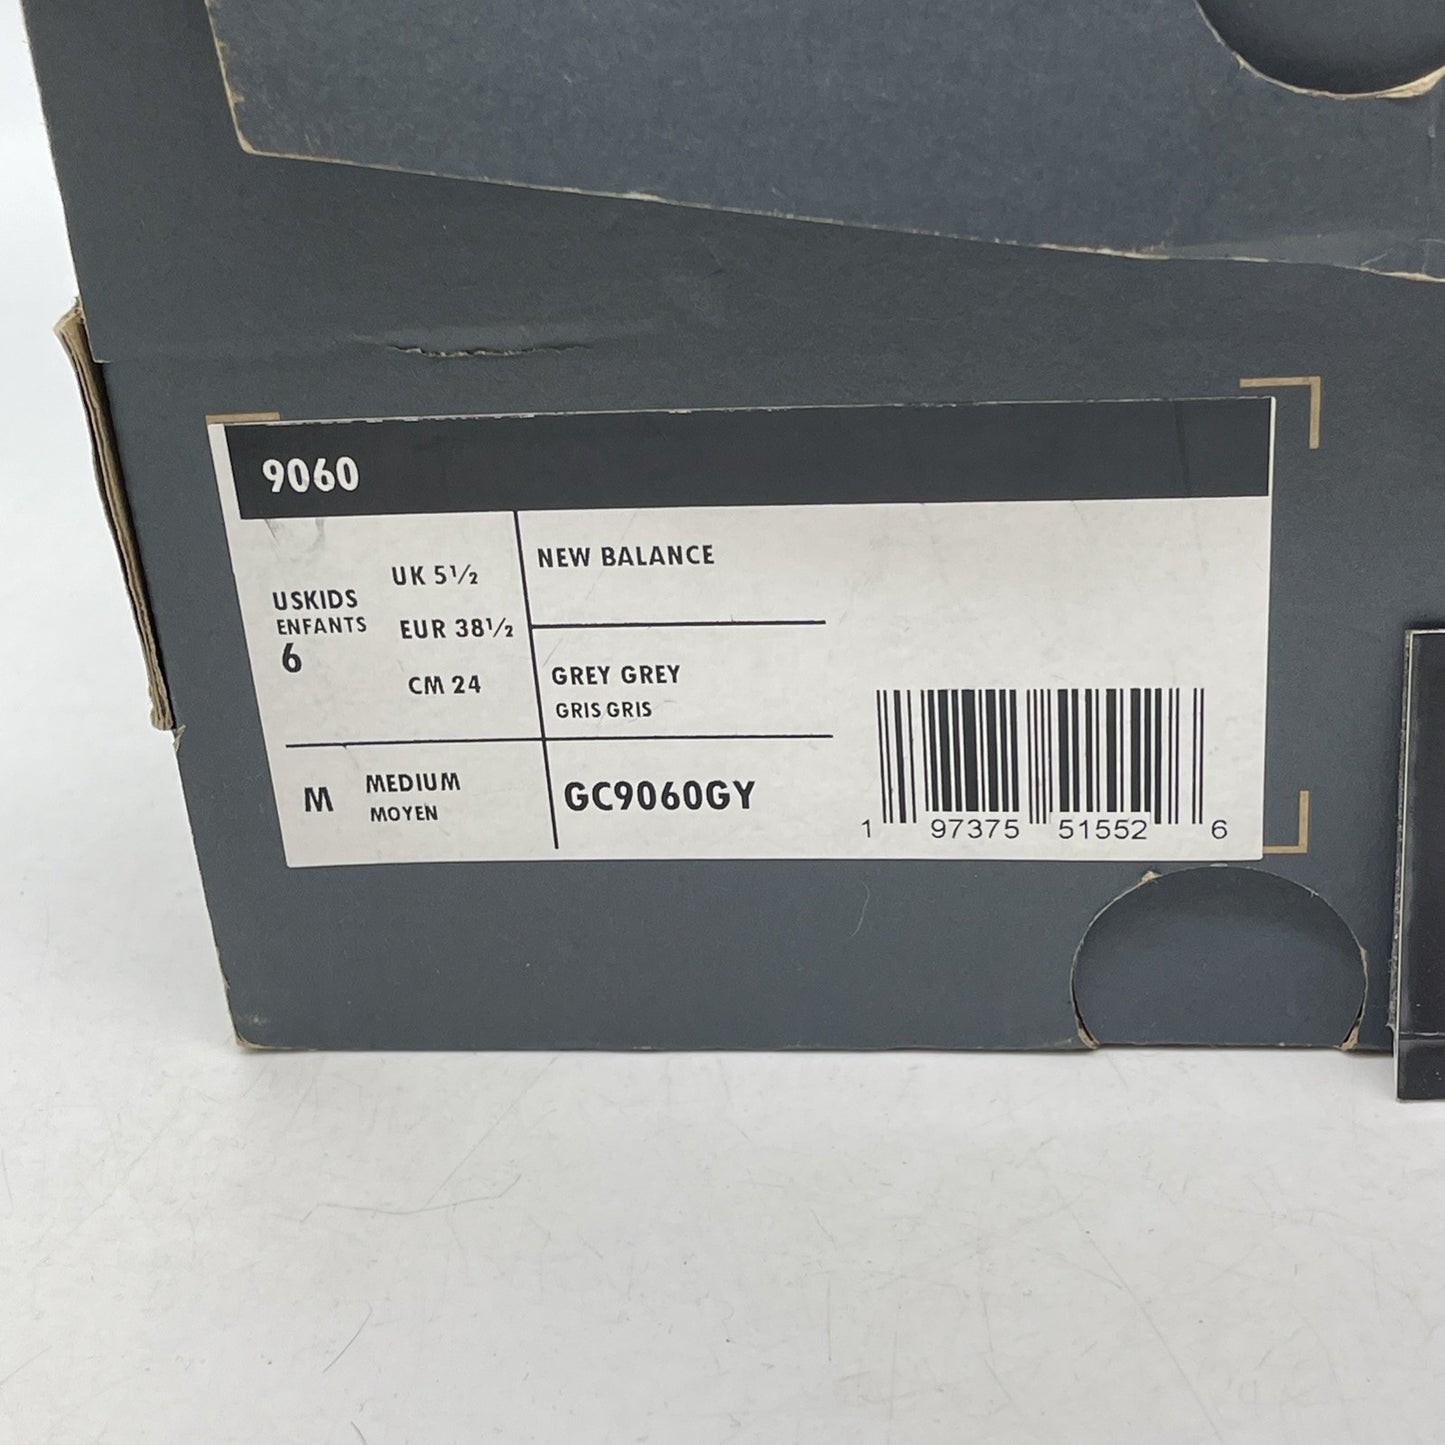 9060
USKIDS
ENFANTS
6
UK 5½
EUR 38½
CM 24
NEW BALANCE
GREY GREY
GRIS GRIS
M
MEDIUM
MOYEN
GC9060GY
1 97375 51552 6